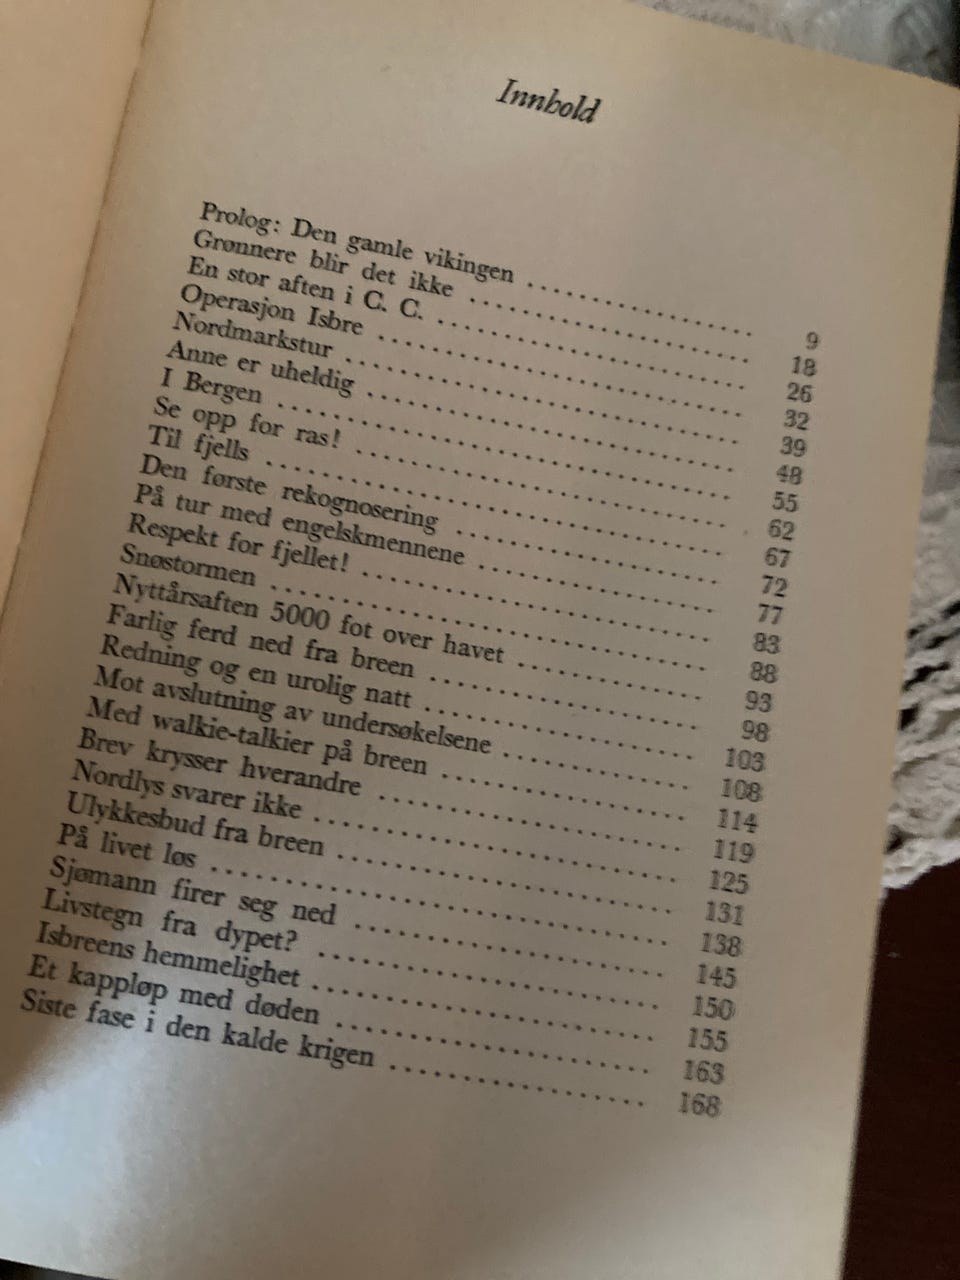 Innhold
Prolog: Den gamle vikingen .................... 9
Grønnere blir det ikke .................... 18
En stor aften i C. C. .................... 26
Operasjon Isbre .................... 32
Nordmarkstur .................... 39
Anne er uheldig .................... 48
I Bergen .................... 55
Se opp for ras! .................... 62
Til fjells .................... 67
Den første rekognosering .................... 72
På tur med engelskmennene .................... 77
Respekt for fjellet! .................... 83
Snøstormen .................... 88
Nyttårsaften 5000 fot over havet .................... 93
Farlig ferd ned fra breen .................... 98
Redning og en urolig natt .................... 103
Mot avslutning av undersøkelsene .................... 108
Med walkie-talkier på breen .................... 114
Brev krysser hverandre .................... 119
Nordlys svarer ikke .................... 125
Ulykkesbud fra breen .................... 131
På livet løs .................... 138
Sjømann firer seg ned .................... 145
Livstegn fra dypet? .................... 150
Isbreens hemmelighet .................... 155
Et kappløp med døden .................... 163
Siste fase i den kalde krigen .................... 168